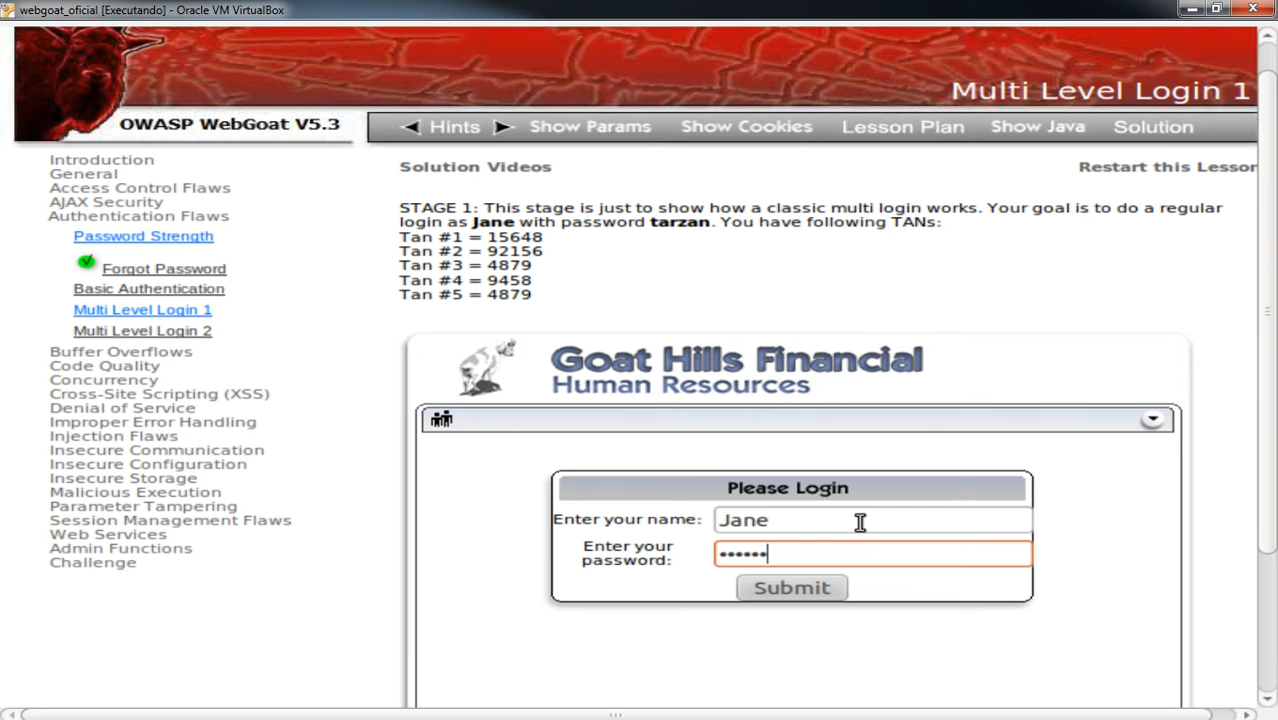 webgoat_oficial [Executando] - Oracle VM VirtualBox
Multi Level Login 1
OWASP WebGoat V5.3
Hints Show Params Show Cookies Lesson Plan Show Java Solution
Introduction
General
Access Control Flaws
AJAX Security
Authentication Flaws
Password Strength
Forgot Password
Basic Authentication
Multi Level Login 1
Multi Level Login 2
Buffer Overflows
Code Quality
Concurrency
Cross-Site Scripting (XSS)
Denial of Service
Improper Error Handling
Injection Flaws
Insecure Communication
Insecure Configuration
Insecure Storage
Malicious Execution
Parameter Tampering
Session Management Flaws
Web Services
Admin Functions
Challenge
Solution Videos Restart this Lesson
STAGE 1: This stage is just to show how a classic multi login works. Your goal is to do a regular
login as Jane with password tarzan. You have following TANs:
Tan #1 = 15648
Tan #2 = 92156
Tan #3 = 4879
Tan #4 = 9458
Tan #5 = 4879
Goat Hills Financial
Human Resources
Please Login
Enter your name: Jane
Enter your
password: ••••••
Submit